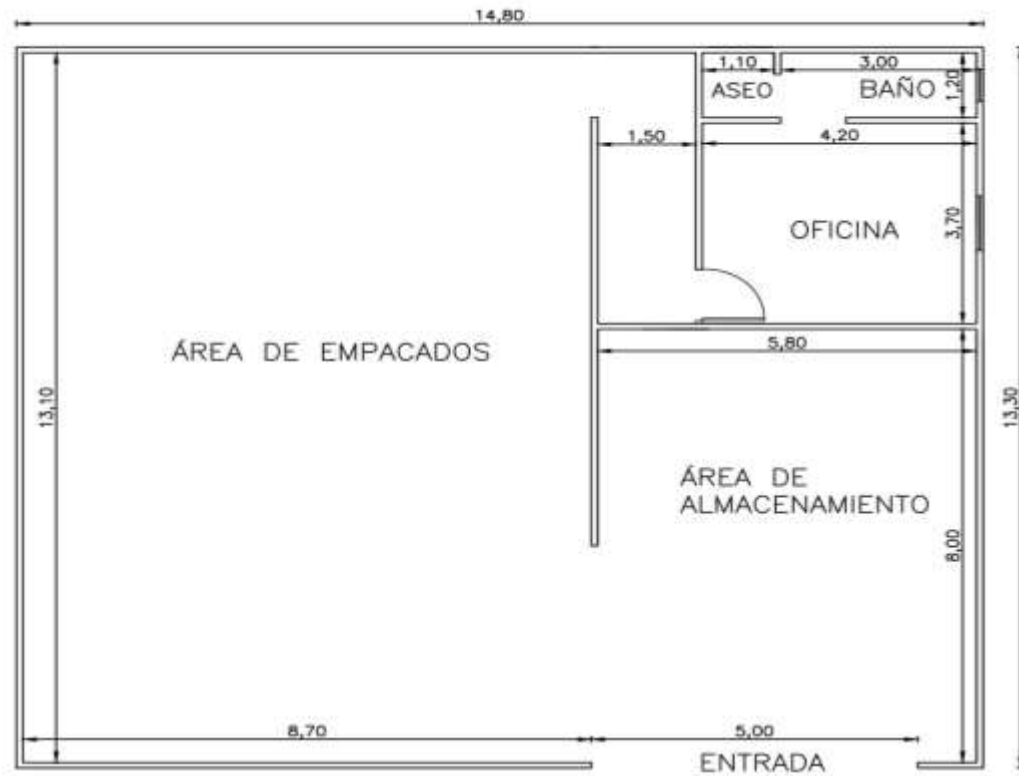 14,80
1,10
3,00
ASEO
BAÑO
1,20
1,50
4,20
OFICINA
3,70
ÁREA DE EMPACADOS
5,80
13,10
13,30
ÁREA DE
ALMACENAMIENTO
8,00
8,70
5,00
ENTRADA